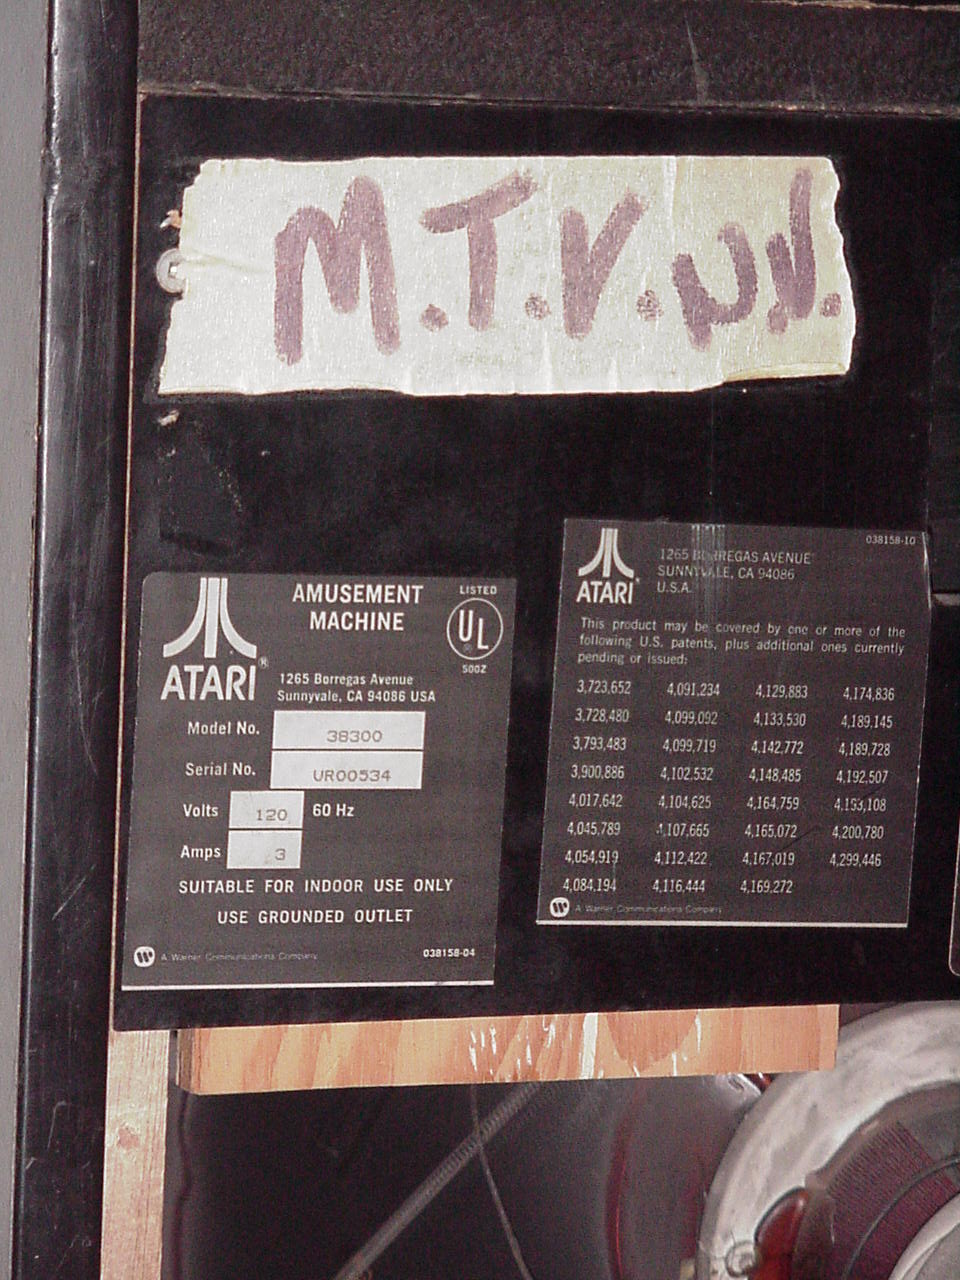 M.T.V.N.V.
ATARI®
AMUSEMENT
MACHINE
LISTED
UL
®
500Z
1265 Borregas Avenue
Sunnyvale, CA 94086 USA
Model No. 38300
Serial No. UR00534
Volts 120 60 Hz
Amps 3
SUITABLE FOR INDOOR USE ONLY
USE GROUNDED OUTLET
A Warner Communications Company
038158-04
038158-10
ATARI®
1265 BORREGAS AVENUE
SUNNYVALE, CA 94086
U.S.A.
This product may be covered by one or more of the
following U.S. patents, plus additional ones currently
pending or issued:
3,723,652 4,091,234 4,129,883 4,174,836
3,728,480 4,099,092 4,133,530 4,189,145
3,793,483 4,099,719 4,142,772 4,189,728
3,900,886 4,102,532 4,148,485 4,192,507
4,017,642 4,104,625 4,164,759 4,193,108
4,045,789 4,107,665 4,165,072 4,200,780
4,054,919 4,112,422 4,167,019 4,299,446
4,084,194 4,116,444 4,169,272
A Warner Communications Company